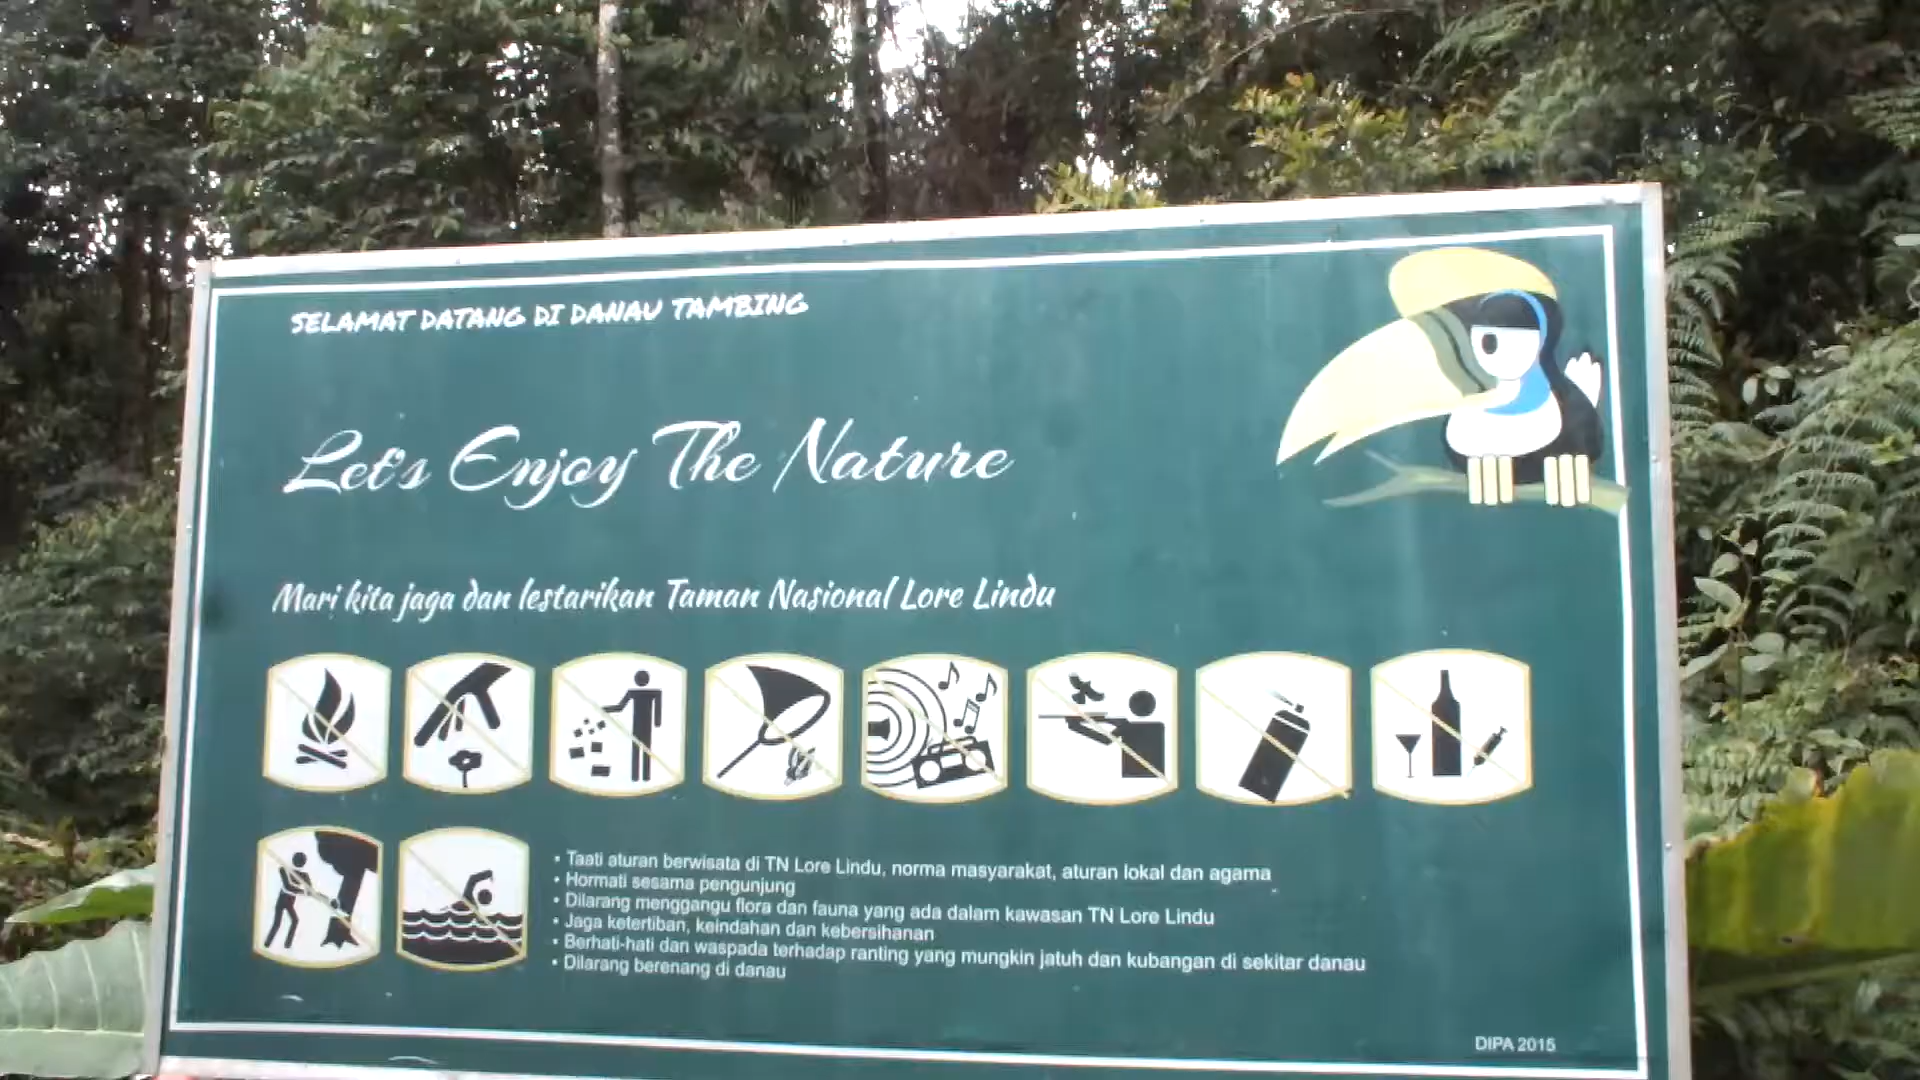 SELAMAT DATANG DI DANAU TAMBING
Let's Enjoy The Nature
Mari kita jaga dan lestarikan Taman Nasional Lore Lindu
• Taati aturan berwisata di TN Lore Lindu, norma masyarakat, aturan lokal dan agama
• Hormati sesama pengunjung
• Dilarang menggangu flora dan fauna yang ada dalam kawasan TN Lore Lindu
• Jaga ketertiban, keindahan dan kebersihanan
• Berhati-hati dan waspada terhadap ranting yang mungkin jatuh dan kubangan di sekitar danau
• Dilarang berenang di danau
DIPA 2015